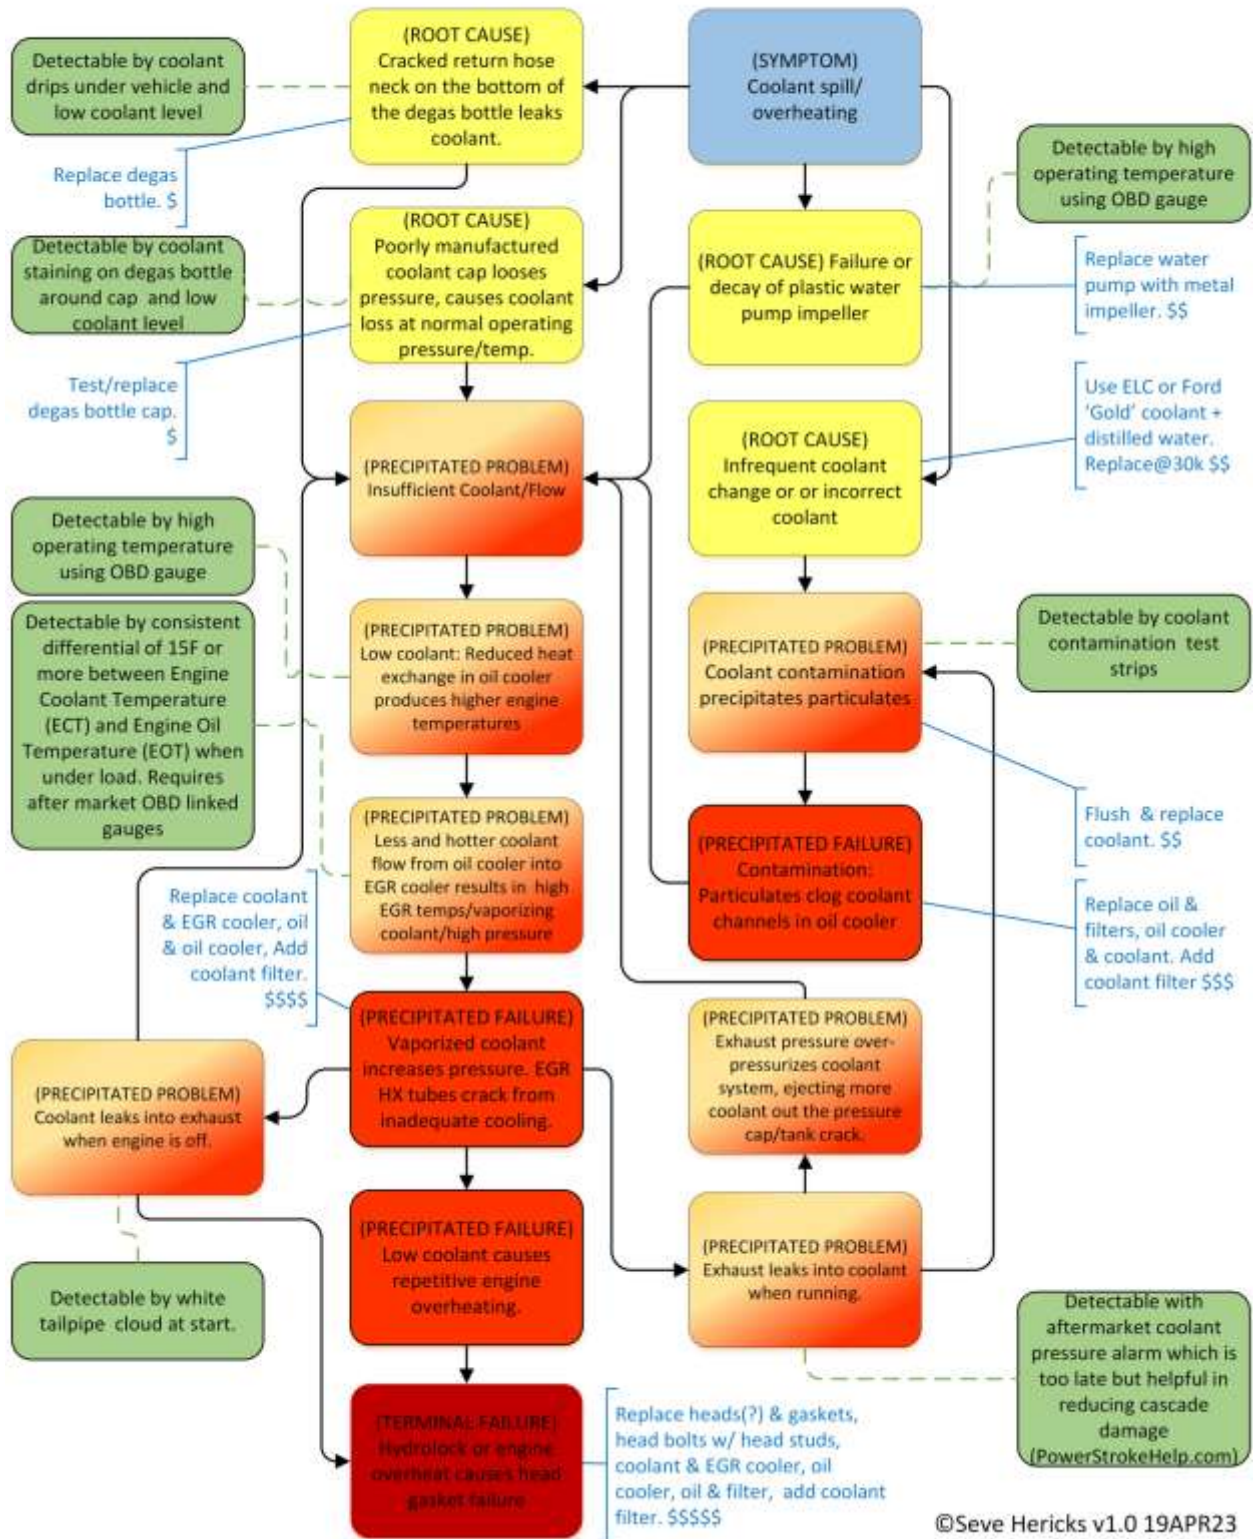 (ROOT CAUSE)
Cracked return hose
neck on the bottom of
the degas bottle leaks
coolant.
(SYMPTOM)
Coolant spill/
overheating
Detectable by coolant
drips under vehicle and
low coolant level
Replace degas
bottle. $
Detectable by high
operating temperature
using OBD gauge
(ROOT CAUSE)
Poorly manufactured
coolant cap looses
pressure, causes coolant
loss at normal operating
pressure/temp.
(ROOT CAUSE) Failure or
decay of plastic water
pump impeller
Detectable by coolant
staining on degas bottle
around cap and low
coolant level
Replace water
pump with metal
impeller. $$
Test/replace
degas bottle cap.
$
Use ELC or Ford
'Gold' coolant +
distilled water.
Replace@30k $$
(PRECIPITATED PROBLEM)
Insufficient Coolant/Flow
(ROOT CAUSE)
Infrequent coolant
change or or incorrect
coolant
Detectable by high
operating temperature
using OBD gauge
Detectable by consistent
differential of 15F or
more between Engine
Coolant Temperature
(ECT) and Engine Oil
Temperature (EOT) when
under load. Requires
after market OBD linked
gauges
(PRECIPITATED PROBLEM)
Low coolant: Reduced heat
exchange in oil cooler
produces higher engine
temperatures
(PRECIPITATED PROBLEM)
Coolant contamination
precipitates particulates
Detectable by coolant
contamination test
strips
(PRECIPITATED PROBLEM)
Less and hotter coolant
flow from oil cooler into
EGR cooler results in high
EGR temps/vaporizing
coolant/high pressure
(PRECIPITATED FAILURE)
Contamination:
Particulates clog coolant
channels in oil cooler
Flush & replace
coolant. $$
Replace coolant
& EGR cooler, oil
& oil cooler, Add
coolant filter.
$$$$
Replace oil &
filters, oil cooler
& coolant. Add
coolant filter $$$
(PRECIPITATED FAILURE)
Vaporized coolant
increases pressure. EGR
HX tubes crack from
inadequate cooling.
(PRECIPITATED PROBLEM)
Exhaust pressure over-
pressurizes coolant
system, ejecting more
coolant out the pressure
cap/tank crack.
(PRECIPITATED PROBLEM)
Coolant leaks into exhaust
when engine is off.
(PRECIPITATED FAILURE)
Low coolant causes
repetitive engine
overheating.
(PRECIPITATED PROBLEM)
Exhaust leaks into coolant
when running.
Detectable by white
tailpipe cloud at start.
Detectable with
aftermarket coolant
pressure alarm which is
too late but helpful in
reducing cascade
damage
(PowerStrokeHelp.com)
(TERMINAL FAILURE)
Hydrolock or engine
overheat causes head
gasket failure
Replace heads(?) & gaskets,
head bolts w/ head studs,
coolant & EGR cooler, oil
cooler, oil & filter, add coolant
filter. $$$$$
©Seve Hericks v1.0 19APR23